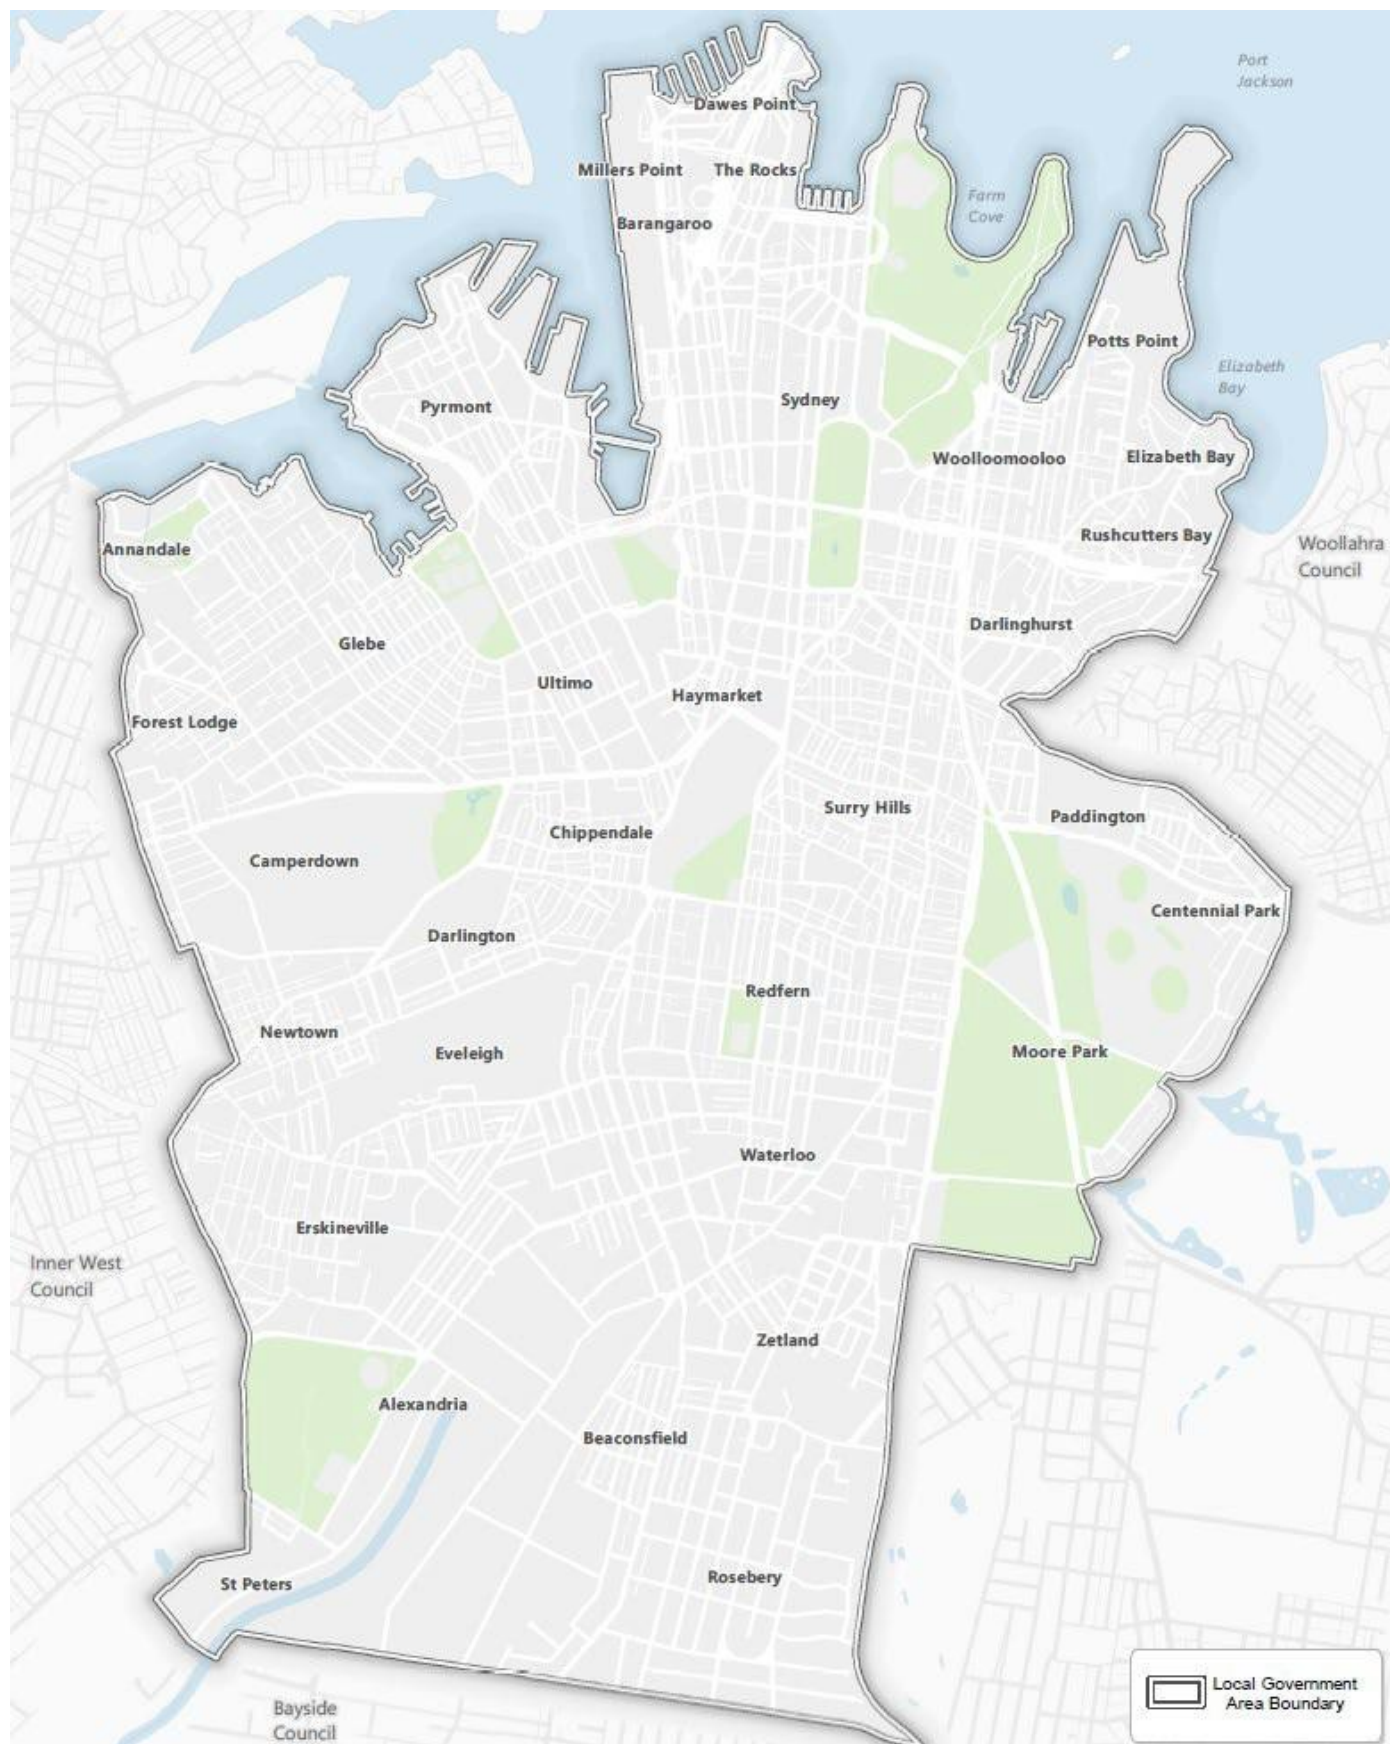 Port
Jackson
Dawes Point
Millers Point
The Rocks
Farm
Cove
Barangaroo
Potts Point
Elizabeth
Bay
Pyrmont
Sydney
Woolloomooloo
Elizabeth Bay
Rushcutters Bay
Annandale
Woollahra
Council
Glebe
Darlinghurst
Ultimo
Haymarket
Forest Lodge
Surry Hills
Paddington
Chippendale
Camperdown
Centennial Park
Darlington
Redfern
Newtown
Eveleigh
Moore Park
Waterloo
Erskineville
Inner West
Council
Zetland
Alexandria
Beaconsfield
St Peters
Rosebery
Local Government
Area Boundary
Bayside
Council